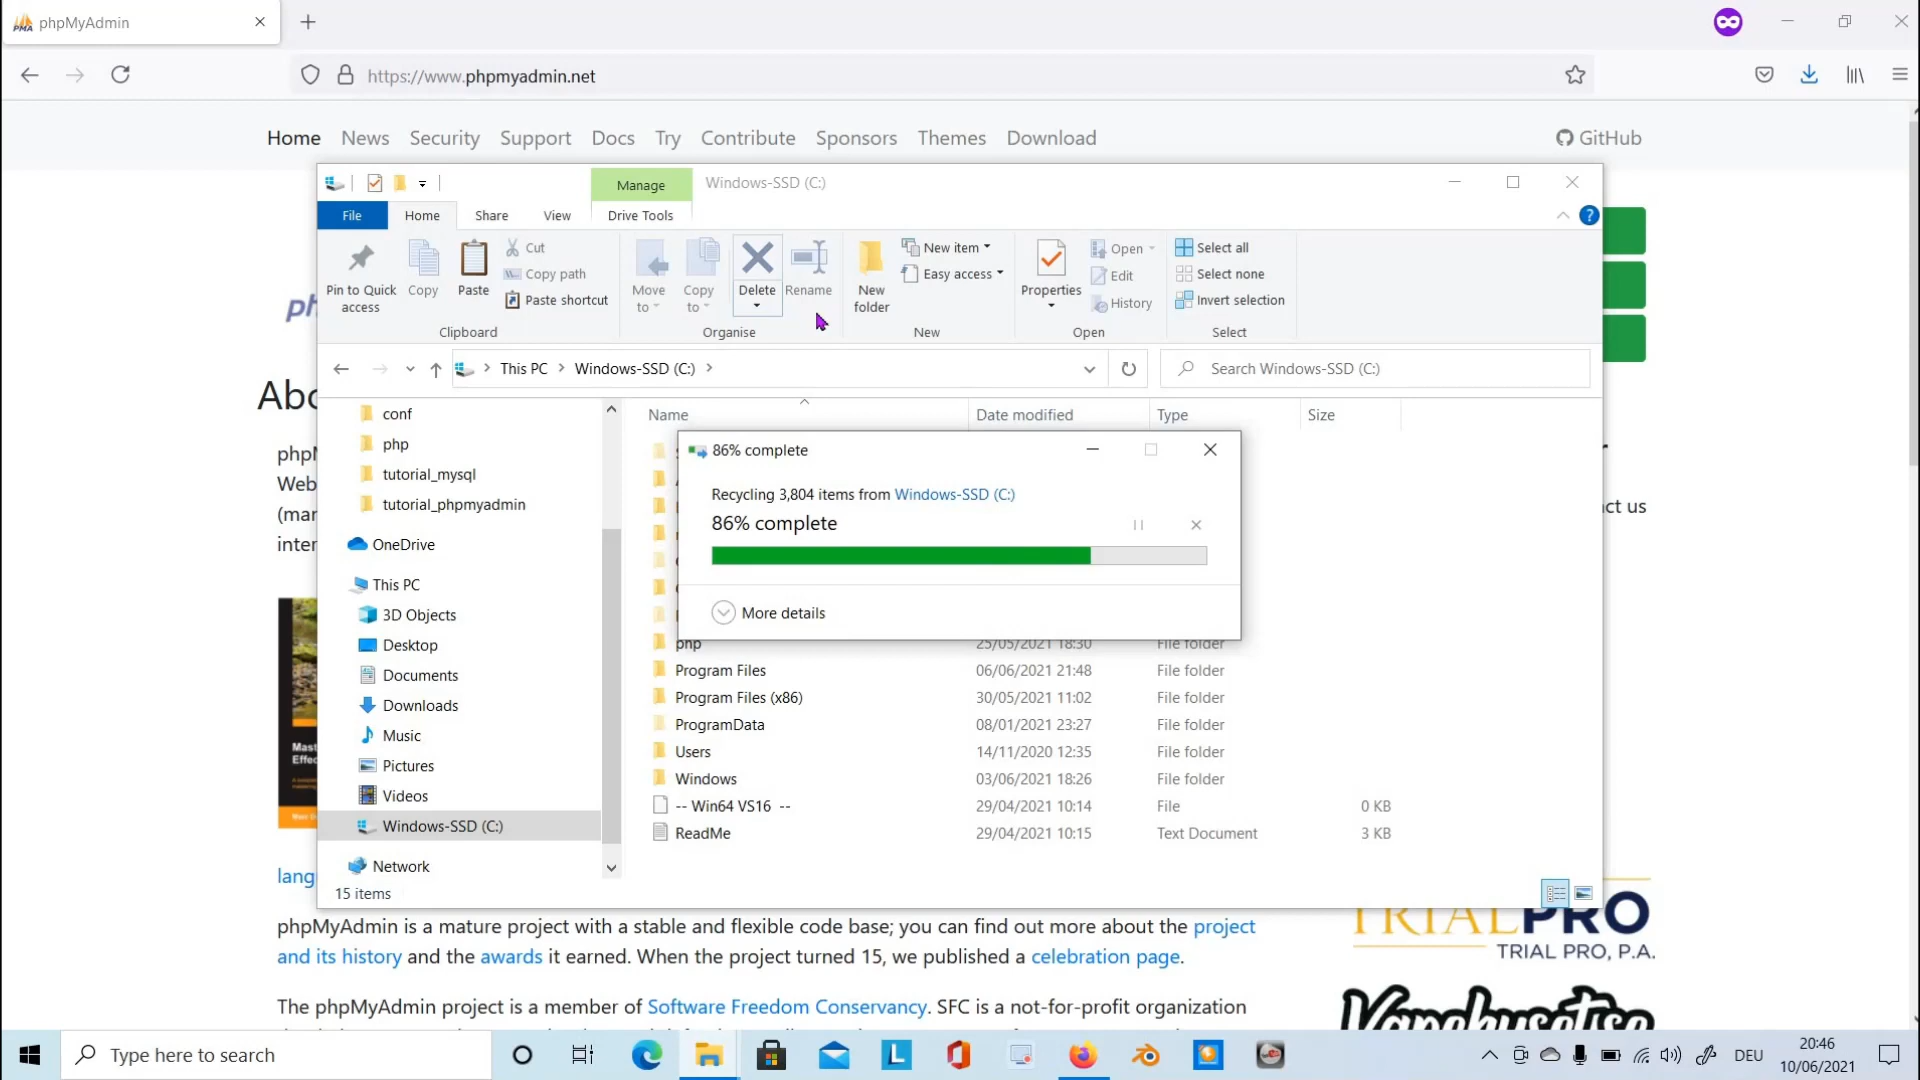 phpMyAdmin
https://www.phpmyadmin.net
Home News Security Support Docs Try Contribute Sponsors Themes Download GitHub
Manage Windows-SSD (C:)
File Home Share View Drive Tools
Pin to Quick access
Copy
Paste
Cut
Copy path
Paste shortcut
Clipboard
Move to
Copy to
Delete
Rename
Organise
New folder
New item
Easy access
New
Properties
Open
Edit
History
Open
Select all
Select none
Invert selection
Select
This PC Windows-SSD (C:)
Search Windows-SSD (C:)
conf
php
tutorial_mysql
tutorial_phpmyadmin
OneDrive
This PC
3D Objects
Desktop
Documents
Downloads
Music
Pictures
Videos
Windows-SSD (C:)
Network
15 items
Name Date modified Type Size
86% complete
Recycling 3,804 items from Windows-SSD (C:)
86% complete
More details
php 25/05/2021 18:30 File folder
Program Files 06/06/2021 21:48 File folder
Program Files (x86) 30/05/2021 11:02 File folder
ProgramData 08/01/2021 23:27 File folder
Users 14/11/2020 12:35 File folder
Windows 03/06/2021 18:26 File folder
-- Win64 VS16 -- 29/04/2021 10:14 File 0 KB
ReadMe 29/04/2021 10:15 Text Document 3 KB
ct us
phpMyAdmin is a mature project with a stable and flexible code base; you can find out more about the project
and its history and the awards it earned. When the project turned 15, we published a celebration page.
The phpMyAdmin project is a member of Software Freedom Conservancy. SFC is a not-for-profit organization
TRIALPRO
TRIAL PRO, P.A.
Type here to search
DEU
20:46
10/06/2021